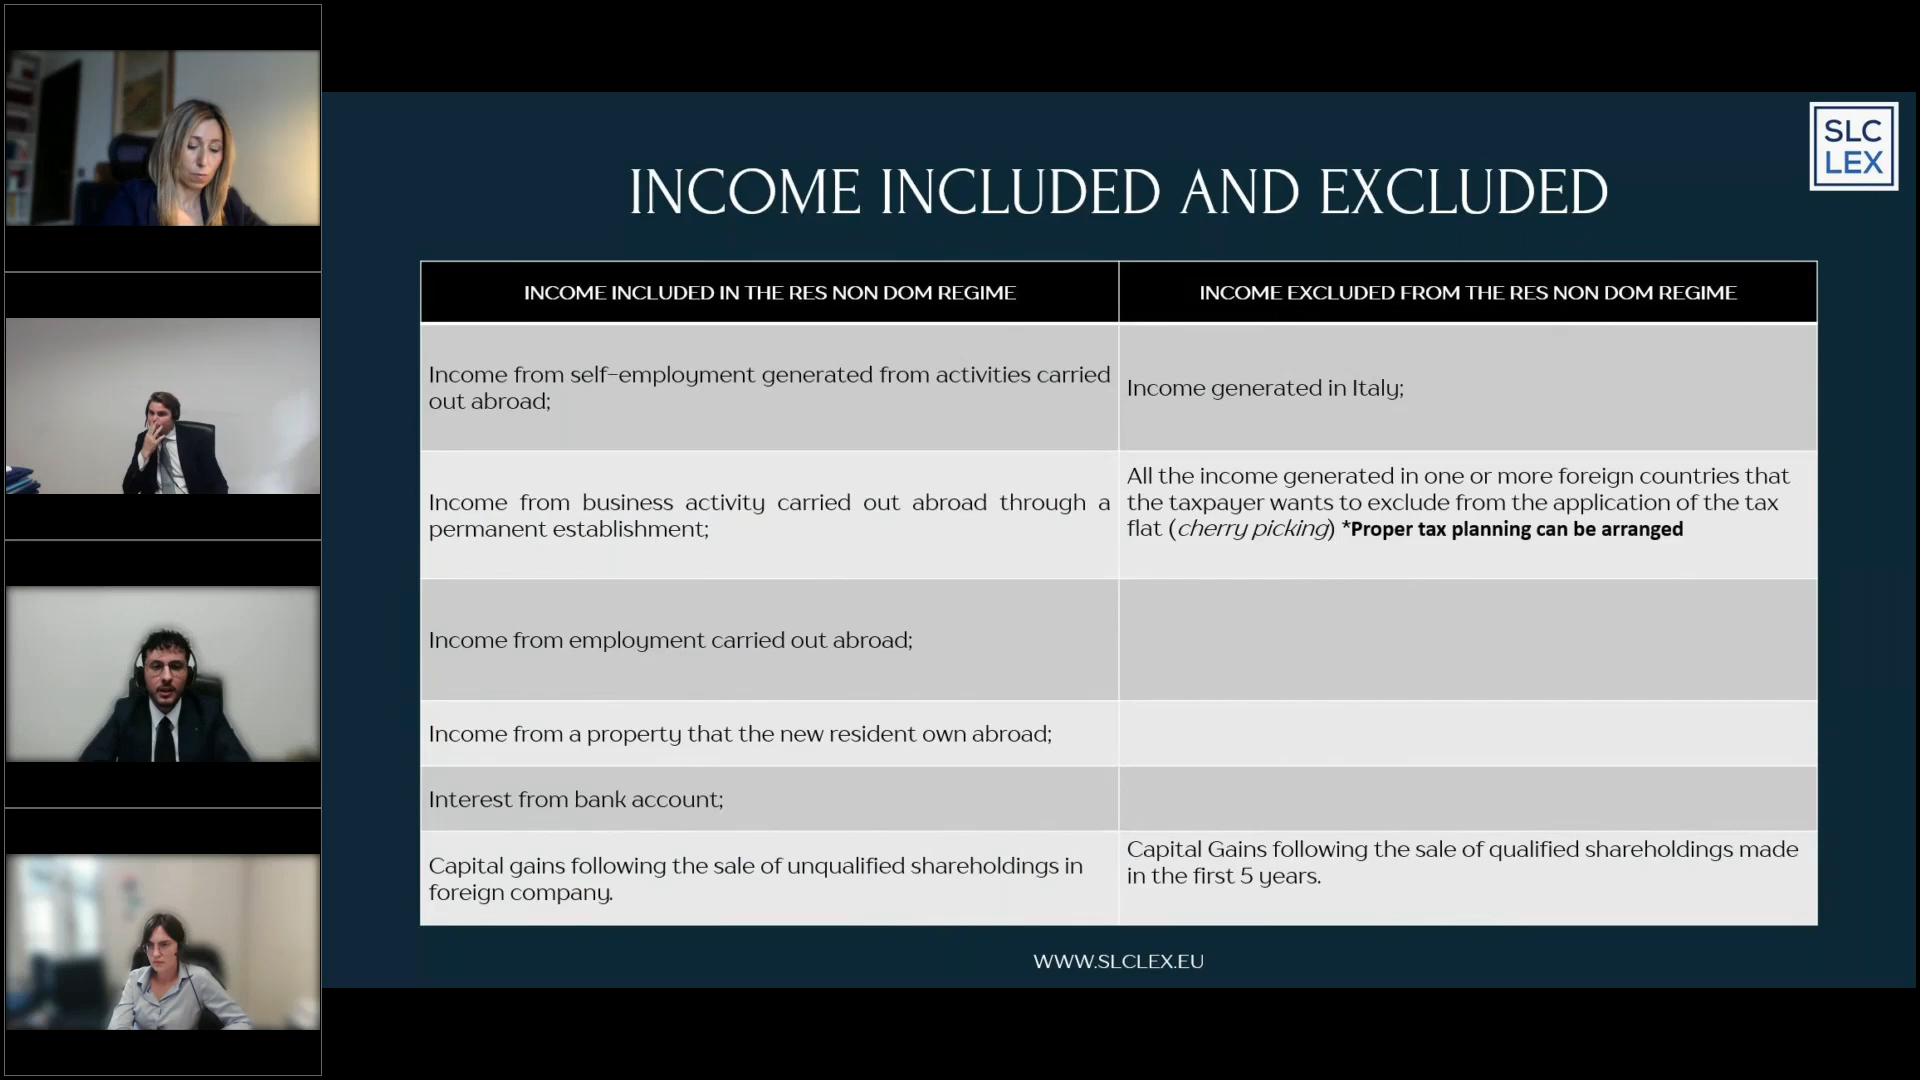 SLC
LEX
INCOME INCLUDED AND EXCLUDED
INCOME INCLUDED IN THE RES NON DOM REGIME
INCOME EXCLUDED FROM THE RES NON DOM REGIME
Income from self-employment generated from activities carried
out abroad;
Income generated in Italy;
Income from business activity carried out abroad through a
permanent establishment;
All the income generated in one or more foreign countries that
the taxpayer wants to exclude from the application of the tax
flat (cherry picking) *Proper tax planning can be arranged
Income from employment carried out abroad;
Income from a property that the new resident own abroad;
Interest from bank account;
Capital gains following the sale of unqualified shareholdings in
foreign company.
Capital Gains following the sale of qualified shareholdings made
in the first 5 years.
WWW.SLCLEX.EU